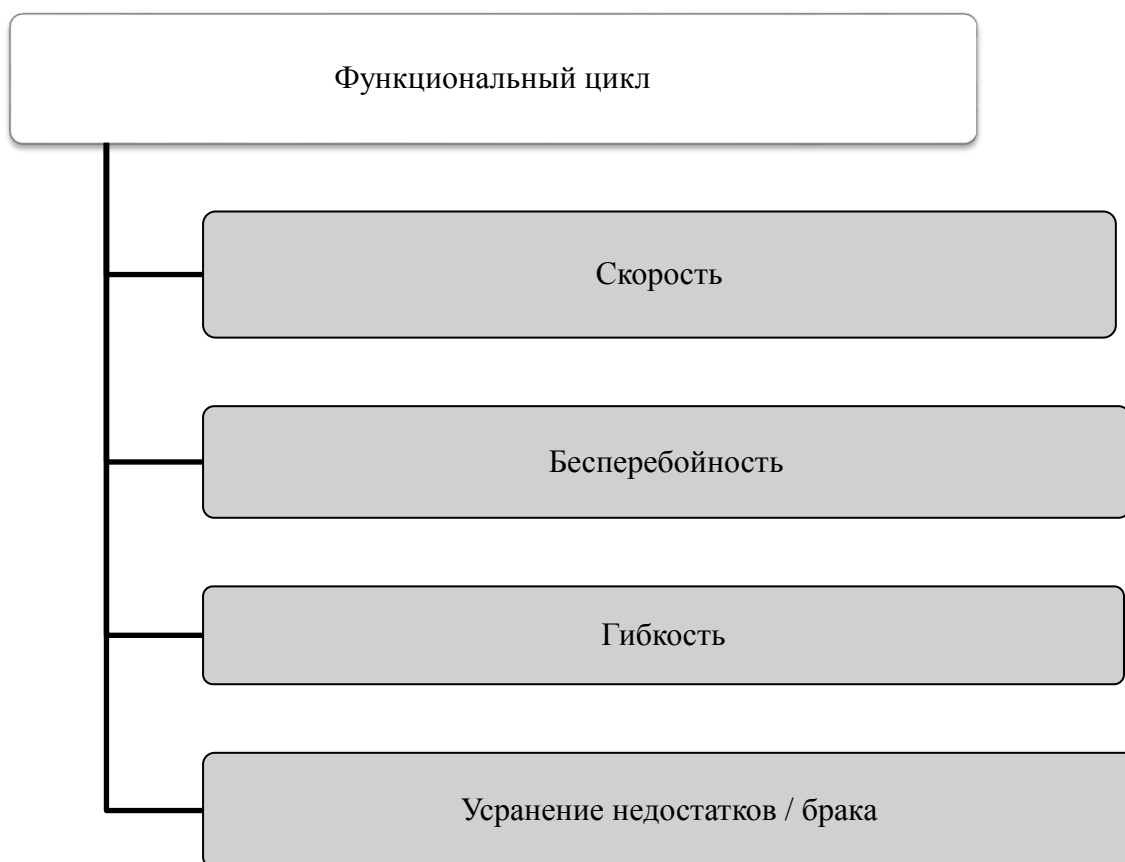 Функциональный цикл
Скорость
Бесперебойность
Гибкость
Усранение недостатков / брака